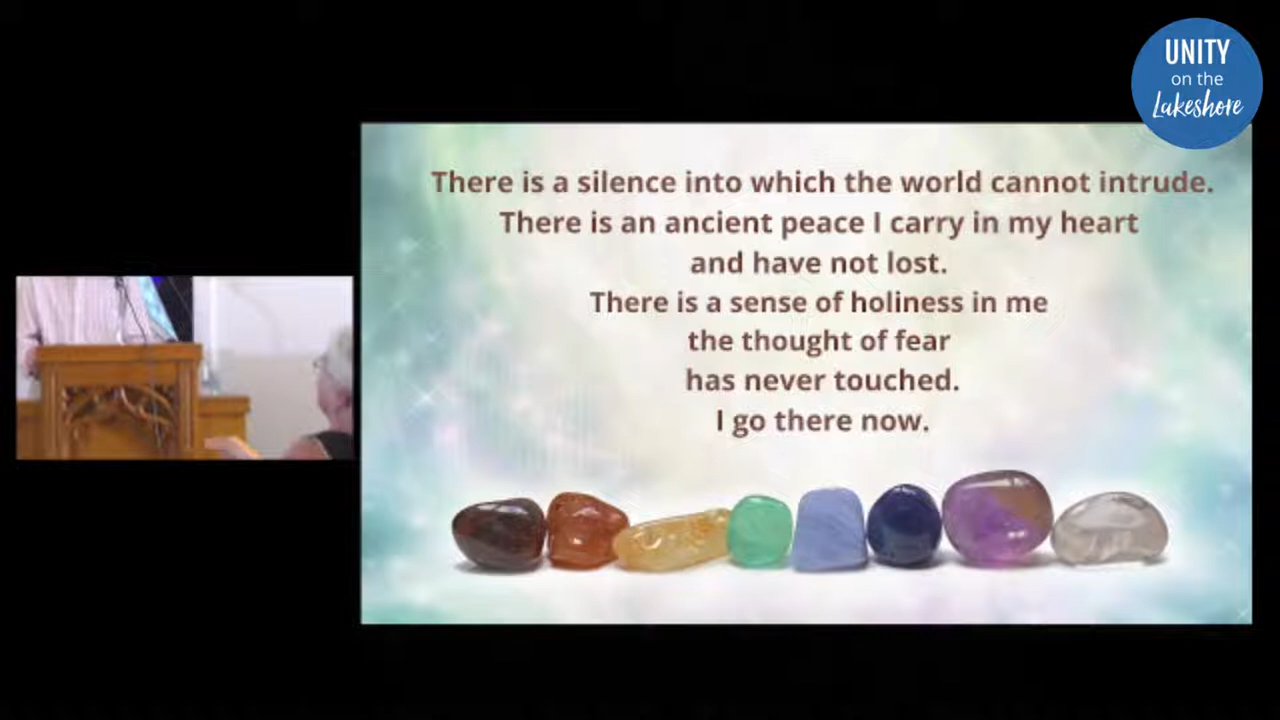 UNITY
on the
Lakeshore
There is a silence into which the world cannot intrude.
There is an ancient peace I carry in my heart
and have not lost.
There is a sense of holiness in me
the thought of fear
has never touched.
I go there now.